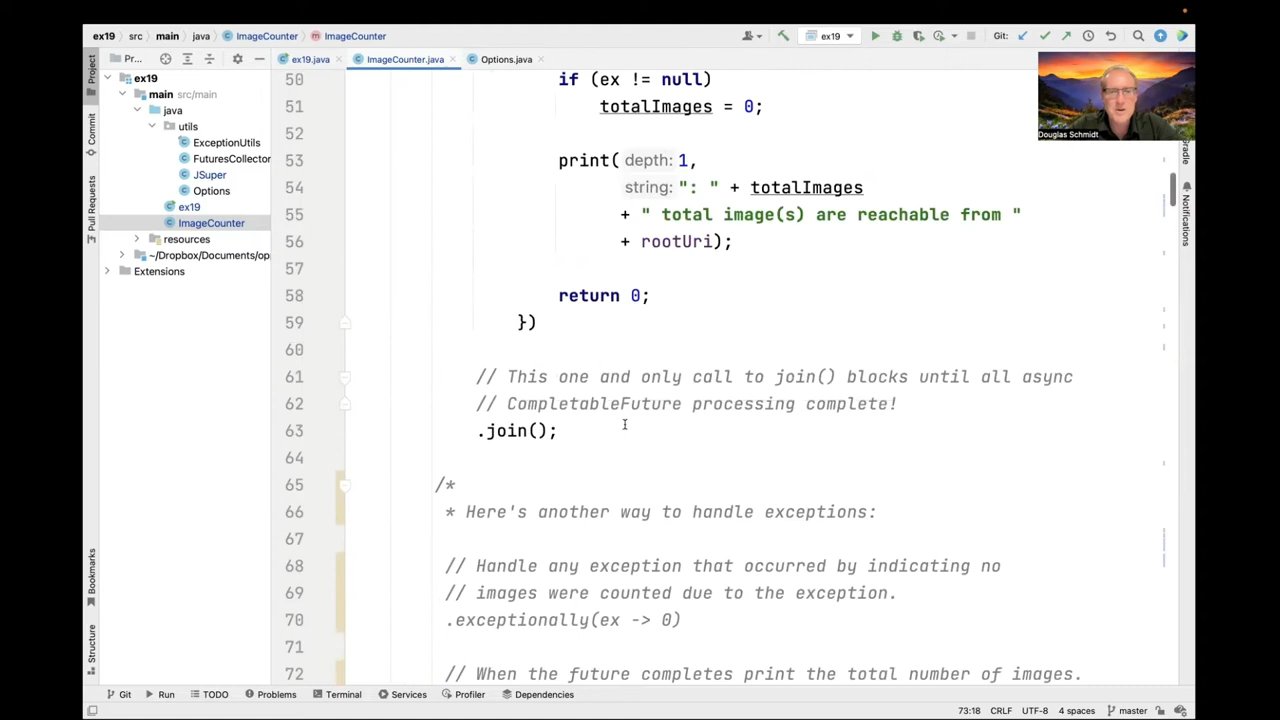 ex19 src main java ImageCounter ImageCounter
ex19
Git:
Project
Pr...
ex19.java
ImageCounter.java
Options.java
ex19
main src/main
java
utils
ExceptionUtils
FuturesCollector
JSuper
Options
ex19
ImageCounter
resources
~/Dropbox/Documents/op
Extensions
Commit
Pull Requests
Bookmarks
Structure
50 if (ex != null)
51 totalImages = 0;
52
53 print( depth: 1,
54 string: ": " + totalImages
55 + " total image(s) are reachable from "
56 + rootUri);
57
58 return 0;
59 })
60
61 // This one and only call to join() blocks until all async
62 // CompletableFuture processing complete!
63 .join();
64
65 /*
66 * Here's another way to handle exceptions:
67
68 // Handle any exception that occurred by indicating no
69 // images were counted due to the exception.
70 .exceptionally(ex -> 0)
71
72 // When the future completes print the total number of images.
Douglas Schmidt
Notifications
Git Run TODO Problems Terminal Services Profiler Dependencies
73:18 CRLF UTF-8 4 spaces master